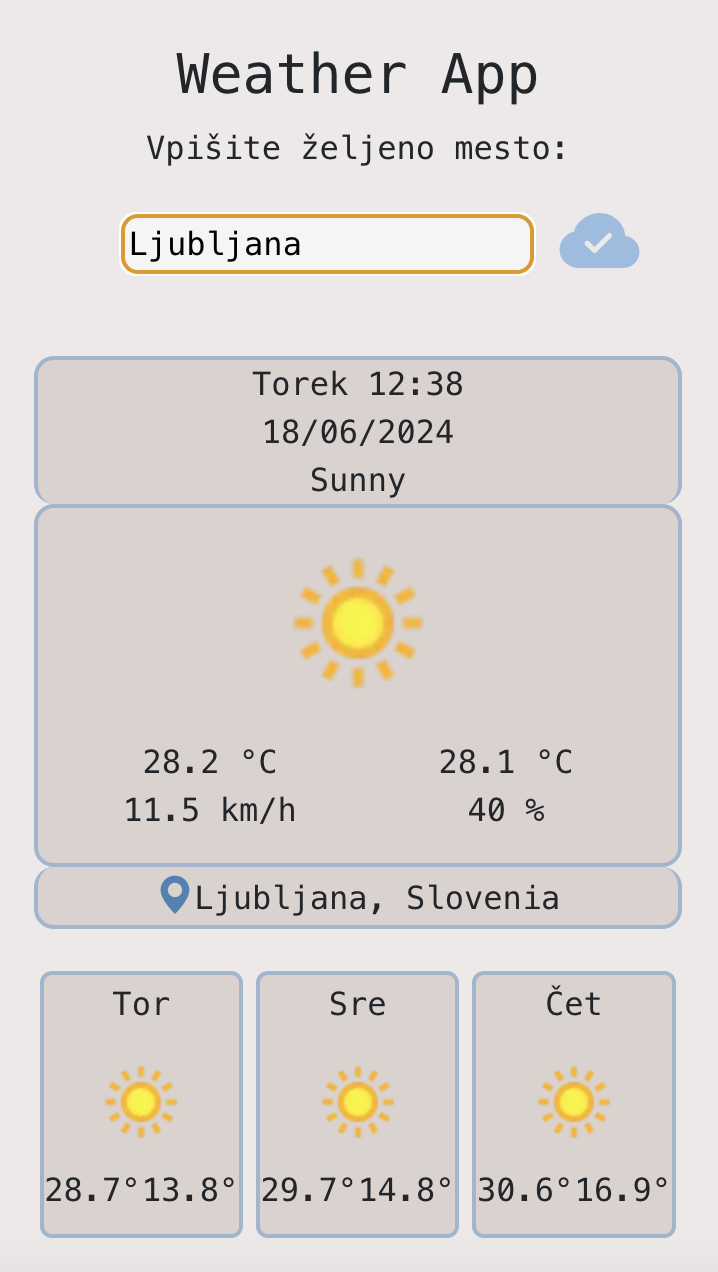 Weather App
Vpišite željeno mesto:
Ljubljana
Torek 12:38
18/06/2024
Sunny
28.2 °C 28.1 °C
11.5 km/h 40 %
Ljubljana, Slovenia
Tor Sre Čet
28.7°13.8° 29.7°14.8° 30.6°16.9°